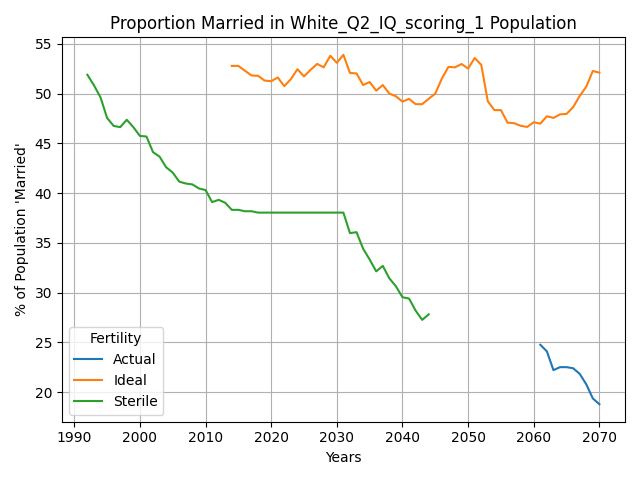 Proportion Married in White_Q2_IQ_scoring_1 Population
% of Population 'Married'
55
50
45
40
35
30
25
20
Fertility
Actual
Ideal
Sterile
1990 2000 2010 2020 2030 2040 2050 2060 2070
Years